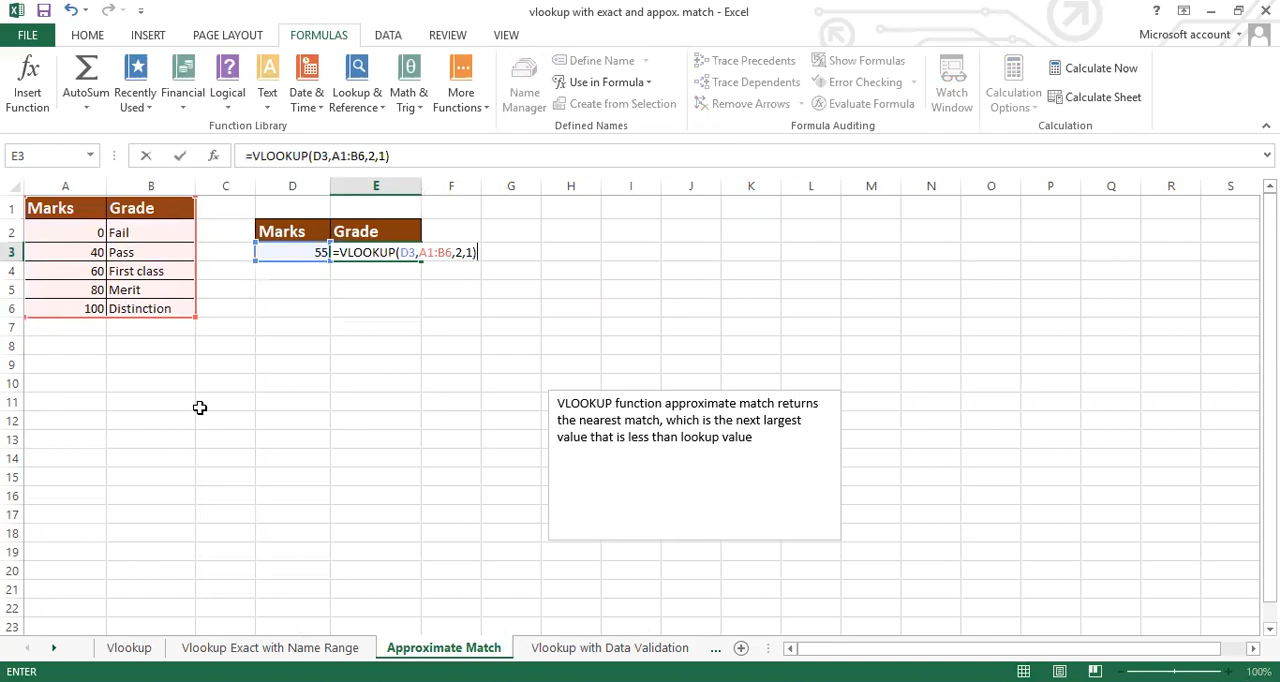 vlookup with exact and appox. match - Excel
?
FILE HOME INSERT PAGE LAYOUT FORMULAS DATA REVIEW VIEW Microsoft account
Insert Function
AutoSum
Recently Used
Financial
Logical
Text
Date & Time
Lookup & Reference
Math & Trig
More Functions
Function Library
Name Manager
Define Name
Use in Formula
Create from Selection
Defined Names
Trace Precedents
Trace Dependents
Remove Arrows
Show Formulas
Error Checking
Evaluate Formula
Formula Auditing
Watch Window
Calculation Options
Calculate Now
Calculate Sheet
Calculation
E3 fx =VLOOKUP(D3,A1:B6,2,1)
A B C D E F G H I J K L M N O P Q R S
1 Marks Grade
2 0 Fail Marks Grade
3 40 Pass 55 =VLOOKUP(D3,A1:B6,2,1)
4 60 First class
5 80 Merit
6 100 Distinction
7
8
9
10
11
12
13
14
15
16
17
18
19
20
21
22
23
VLOOKUP function approximate match returns
the nearest match, which is the next largest
value that is less than lookup value
Vlookup Vlookup Exact with Name Range Approximate Match Vlookup with Data Validation ...
ENTER 100%